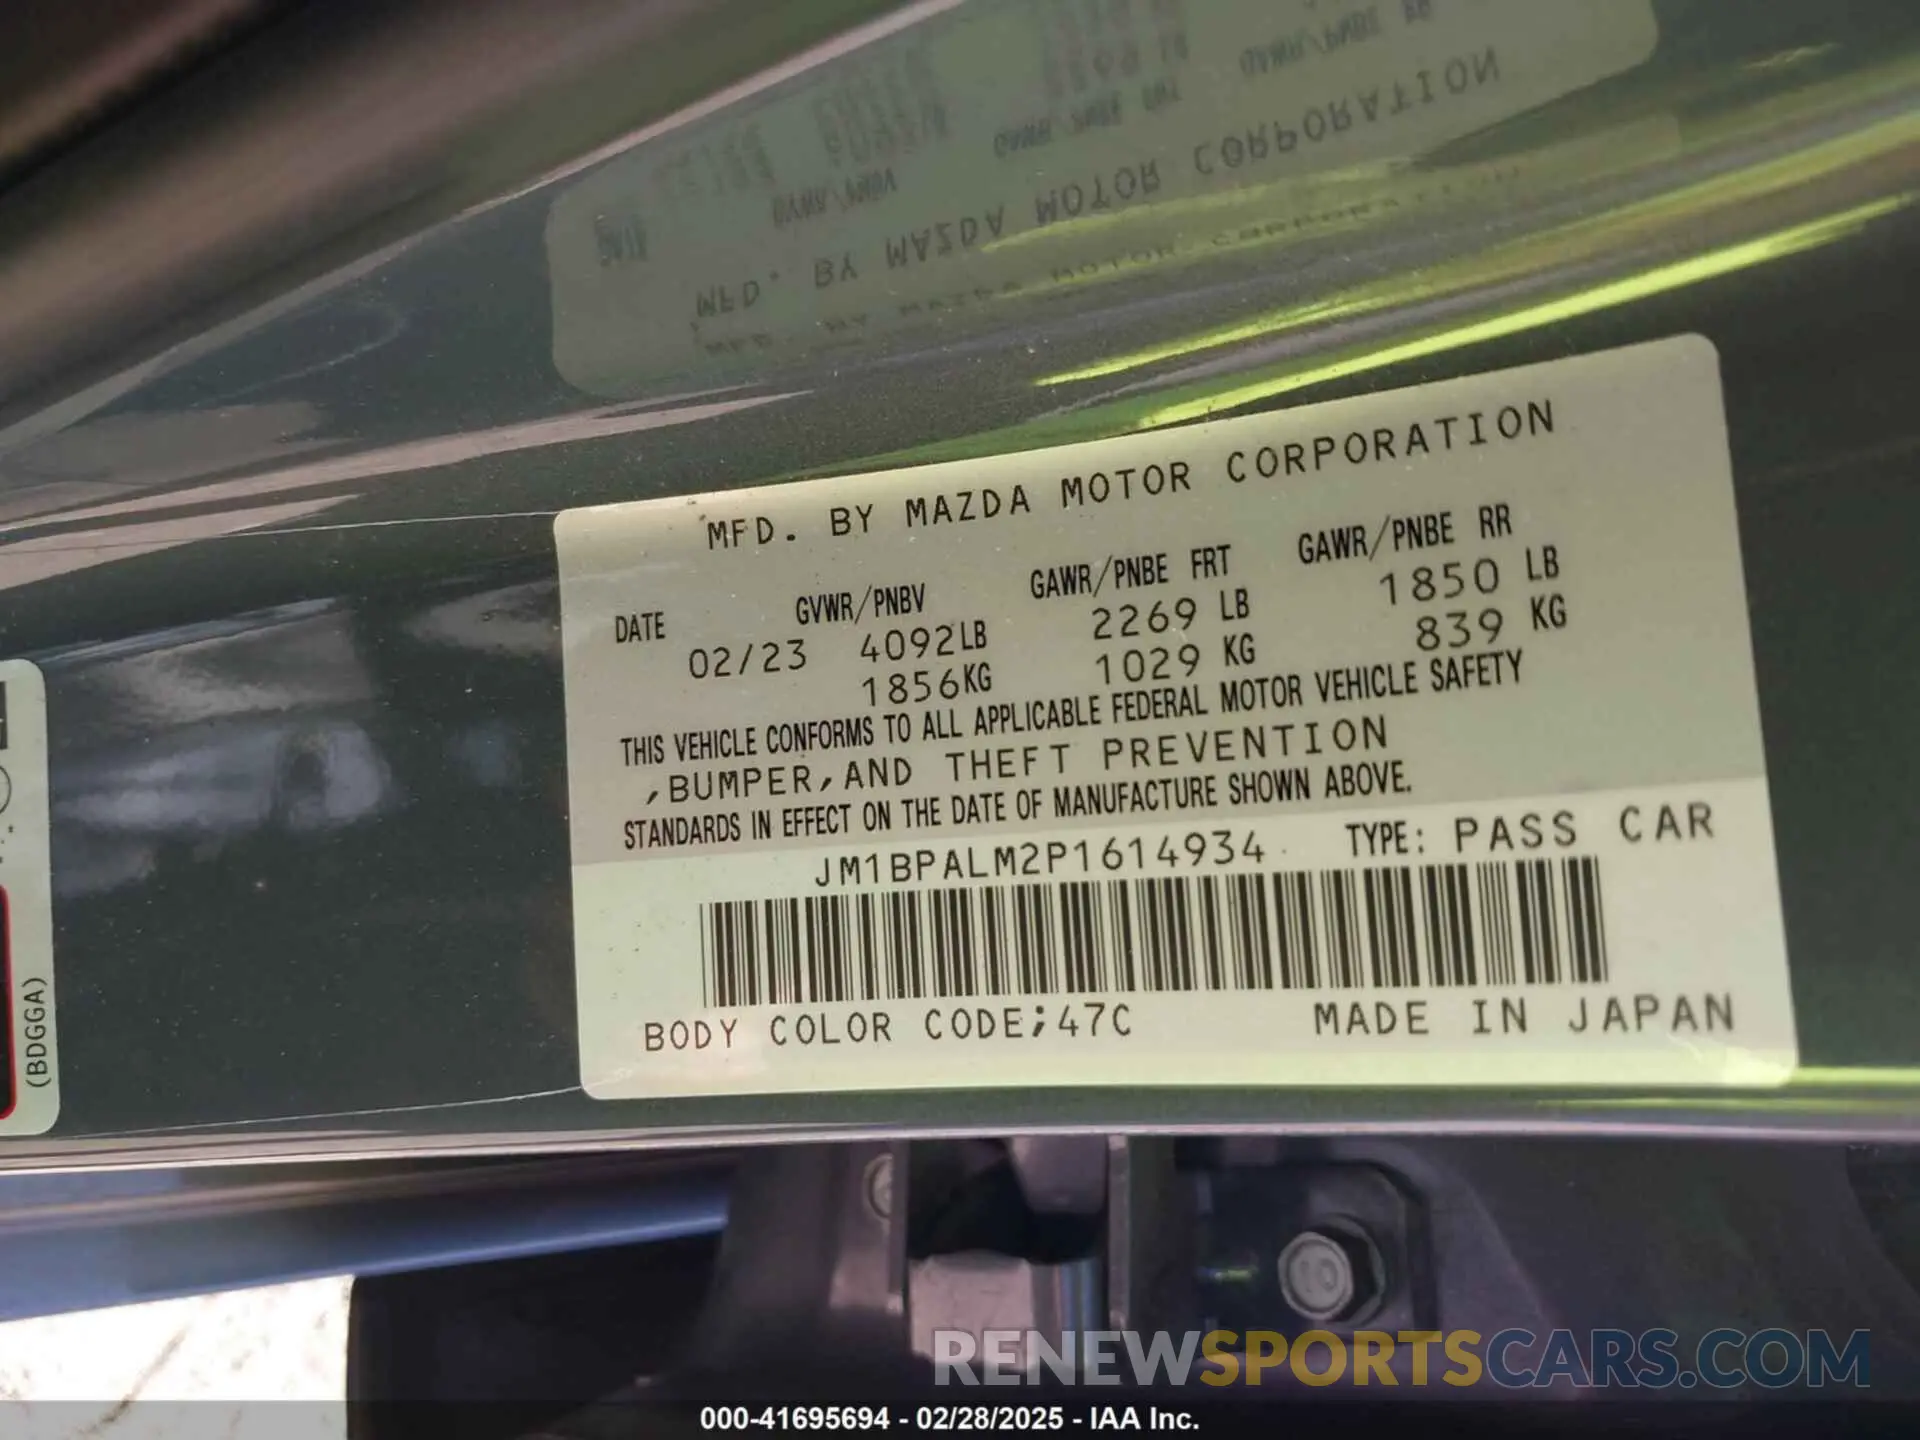 MFD. BY MAZDA MOTOR CORPORATION
DATE GVWR/PNBV GAWR/PNBE FRT GAWR/PNBE RR
02/23 4092LB 2269 LB 1850 LB
1856KG 1029 KG 839 KG
THIS VEHICLE CONFORMS TO ALL APPLICABLE FEDERAL MOTOR VEHICLE SAFETY
,BUMPER,AND THEFT PREVENTION
STANDARDS IN EFFECT ON THE DATE OF MANUFACTURE SHOWN ABOVE.
JM1BPALM2P1614934 TYPE: PASS CAR
BODY COLOR CODE;47C MADE IN JAPAN
(BDGGA)
10
RENEWSPORTSCARS.COM
000-41695694 - 02/28/2025 - IAA Inc.